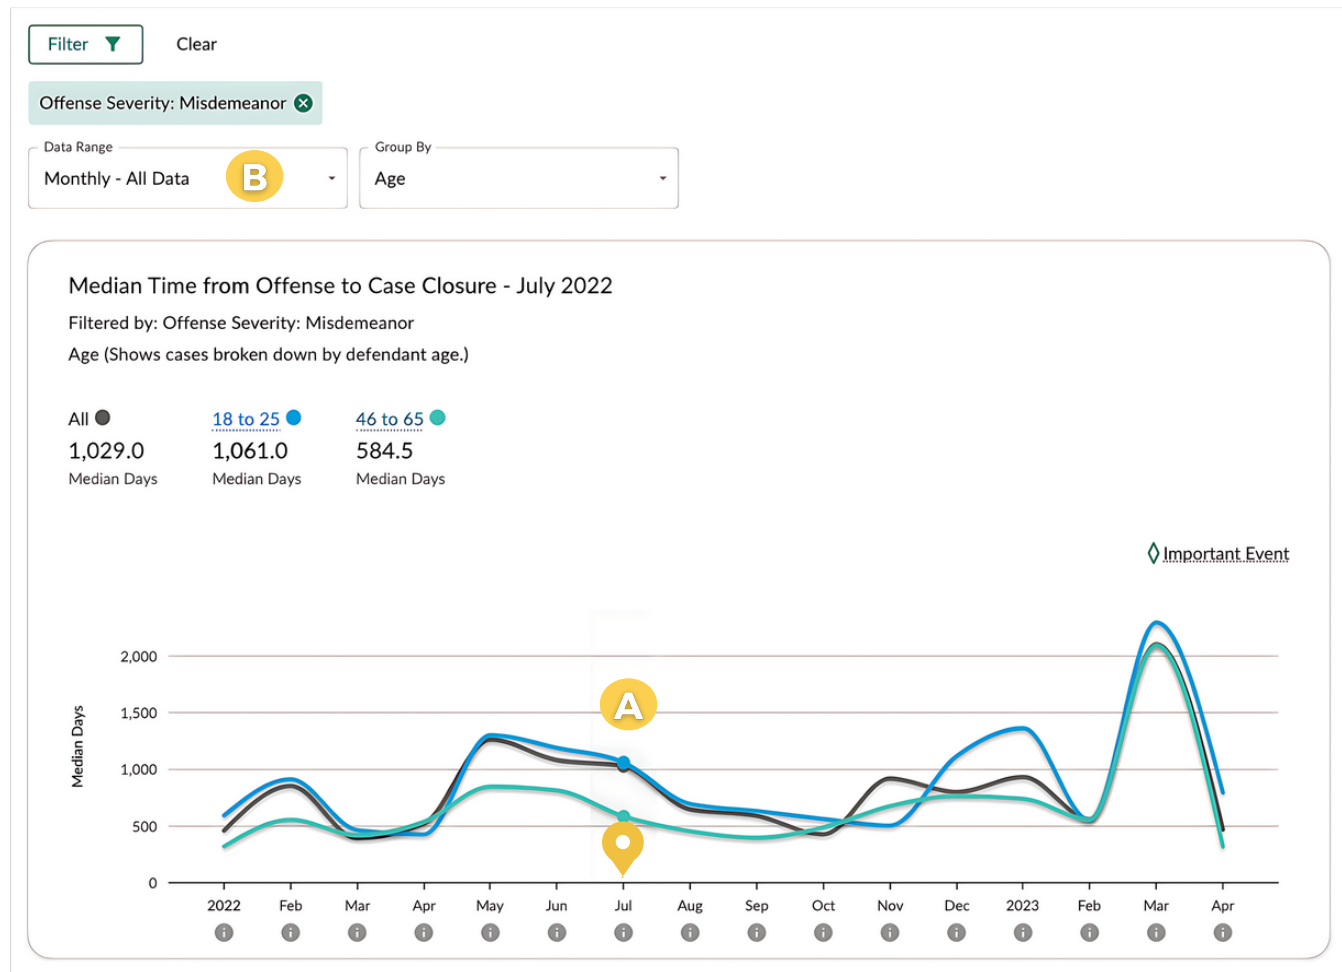 Filter
Clear
Offense Severity: Misdemeanor
Data Range
Group By
Monthly - All Data
B
Age
Median Time from Offense to Case Closure - July 2022
Filtered by: Offense Severity: Misdemeanor
Age (Shows cases broken down by defendant age.)
All
18 to 25
46 to 65
1,029.0
1,061.0
584.5
Median Days
Median Days
Median Days
Important Event
Median Days
2,000
1,500
1,000
500
0
A
2022 Feb Mar Apr May Jun Jul Aug Sep Oct Nov Dec 2023 Feb Mar Apr
i i i i i i i i i i i i i i i i